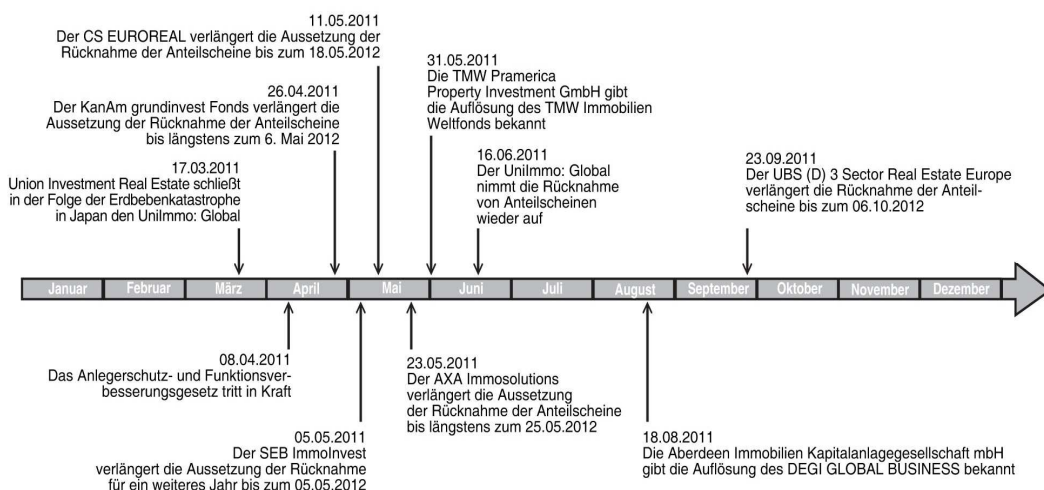 11.05.2011
Der CS EUROREAL verlängert die Aussetzung der
Rücknahme der Anteilscheine bis zum 18.05.2012
31.05.2011
Die TMW Pramerica
Property Investment GmbH gibt
die Auflösung des TMW Immobilien
Weltfonds bekannt
26.04.2011
Der KanAm grundinvest Fonds verlängert die
Aussetzung der Rücknahme der Anteilscheine
bis längstens zum 6. Mai 2012
16.06.2011
Der UniImmo: Global
nimmt die Rücknahme
von Anteilscheinen
wieder auf
23.09.2011
Der UBS (D) 3 Sector Real Estate Europe
verlängert die Rücknahme der Anteil-
scheine bis zum 06.10.2012
17.03.2011
Union Investment Real Estate schließt
in der Folge der Erdbebenkatastrophe
in Japan den UniImmo: Global
Januar Februar März April Mai Juni Juli August September Oktober November Dezember
08.04.2011
Das Anlegerschutz- und Funktionsver-
besserungsgesetz tritt in Kraft
23.05.2011
Der AXA Immosolutions
verlängert die Aussetzung
der Rücknahme der Anteilscheine
bis längstens zum 25.05.2012
05.05.2011
Der SEB ImmoInvest
verlängert die Aussetzung der Rücknahme
für ein weiteres Jahr bis zum 05.05.2012
18.08.2011
Die Aberdeen Immobilien Kapitalanlagegesellschaft mbH
gibt die Auflösung des DEGI GLOBAL BUSINESS bekannt